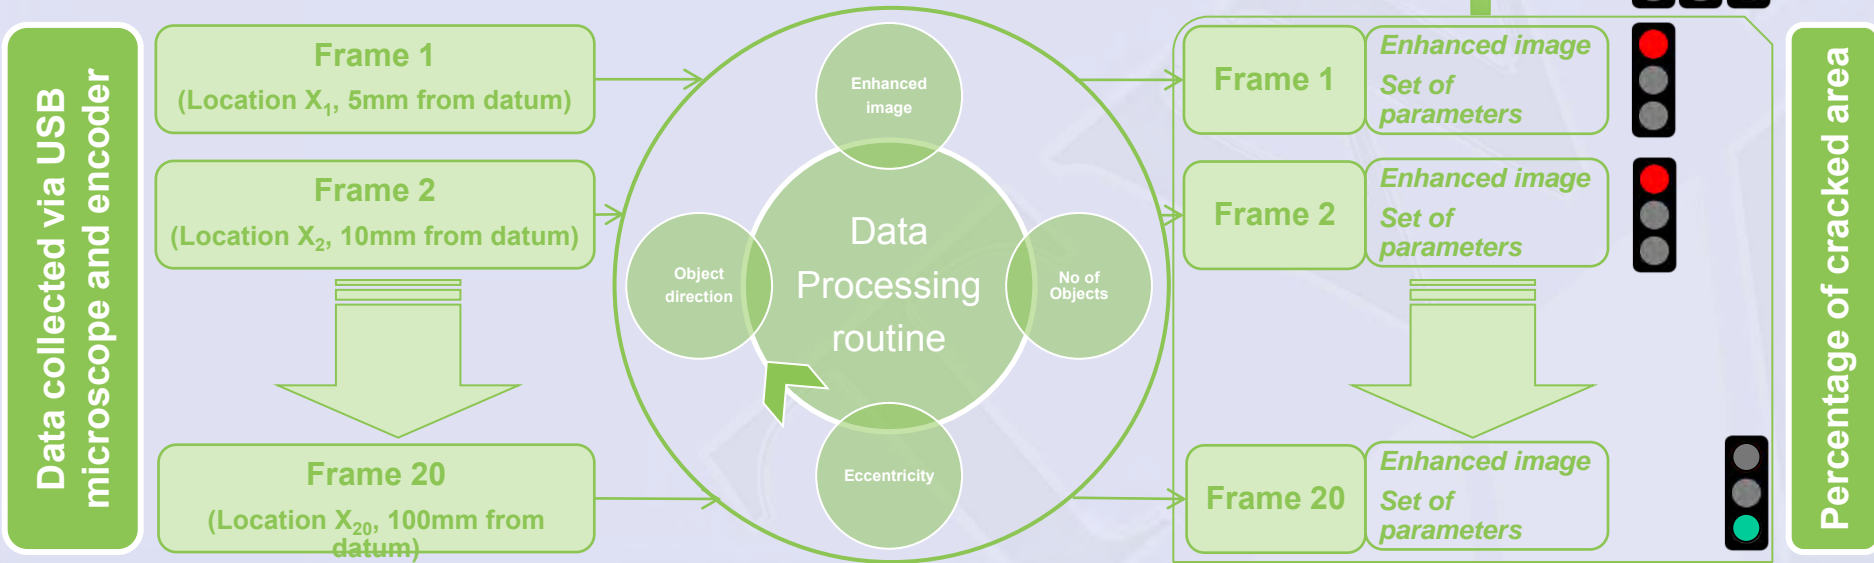 Data collected via USB
microscope and encoder
Frame 1
(Location X₁, 5mm from datum)
Frame 2
(Location X₂, 10mm from datum)
Frame 20
(Location X₂₀, 100mm from
datum)
Enhanced
image
Object
direction
Data
Processing
routine
No of
Objects
Eccentricity
Frame 1
Enhanced image
Set of
parameters
Frame 2
Enhanced image
Set of
parameters
Frame 20
Enhanced image
Set of
parameters
Percentage of cracked area